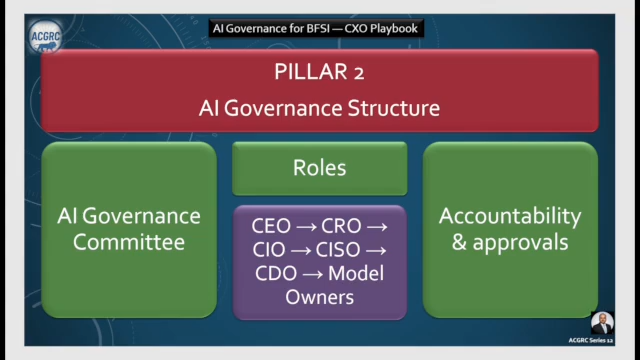 ACGRC
AI Governance for BFSI — CXO Playbook
PILLAR 2
AI Governance Structure
AI Governance
Committee
Roles
CEO → CRO →
CIO → CISO →
CDO → Model
Owners
Accountability
& approvals
ACGRC Series 12